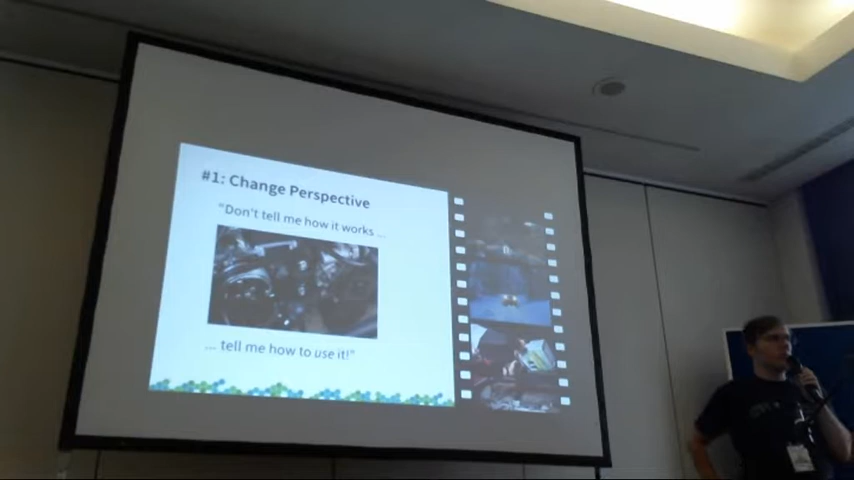 #1: Change Perspective
"Don't tell me how it works ...
... tell me how to use it!"